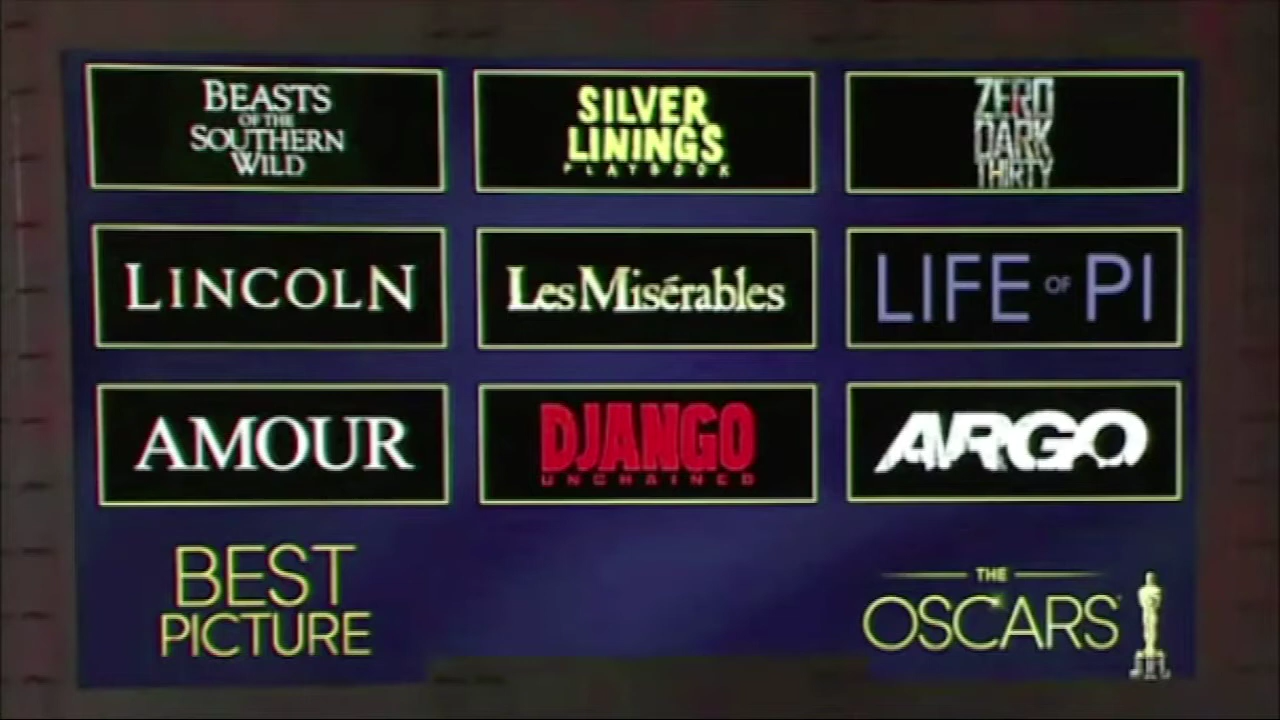 BEASTS
OF THE
SOUTHERN
WILD
SILVER
LININGS
PLAYBOOK
ZERO
DARK
THIRTY
LINCOLN
Les Misérables
LIFE OF PI
AMOUR
DJANGO
UNCHAINED
ARGO
BEST
PICTURE
THE
OSCARS